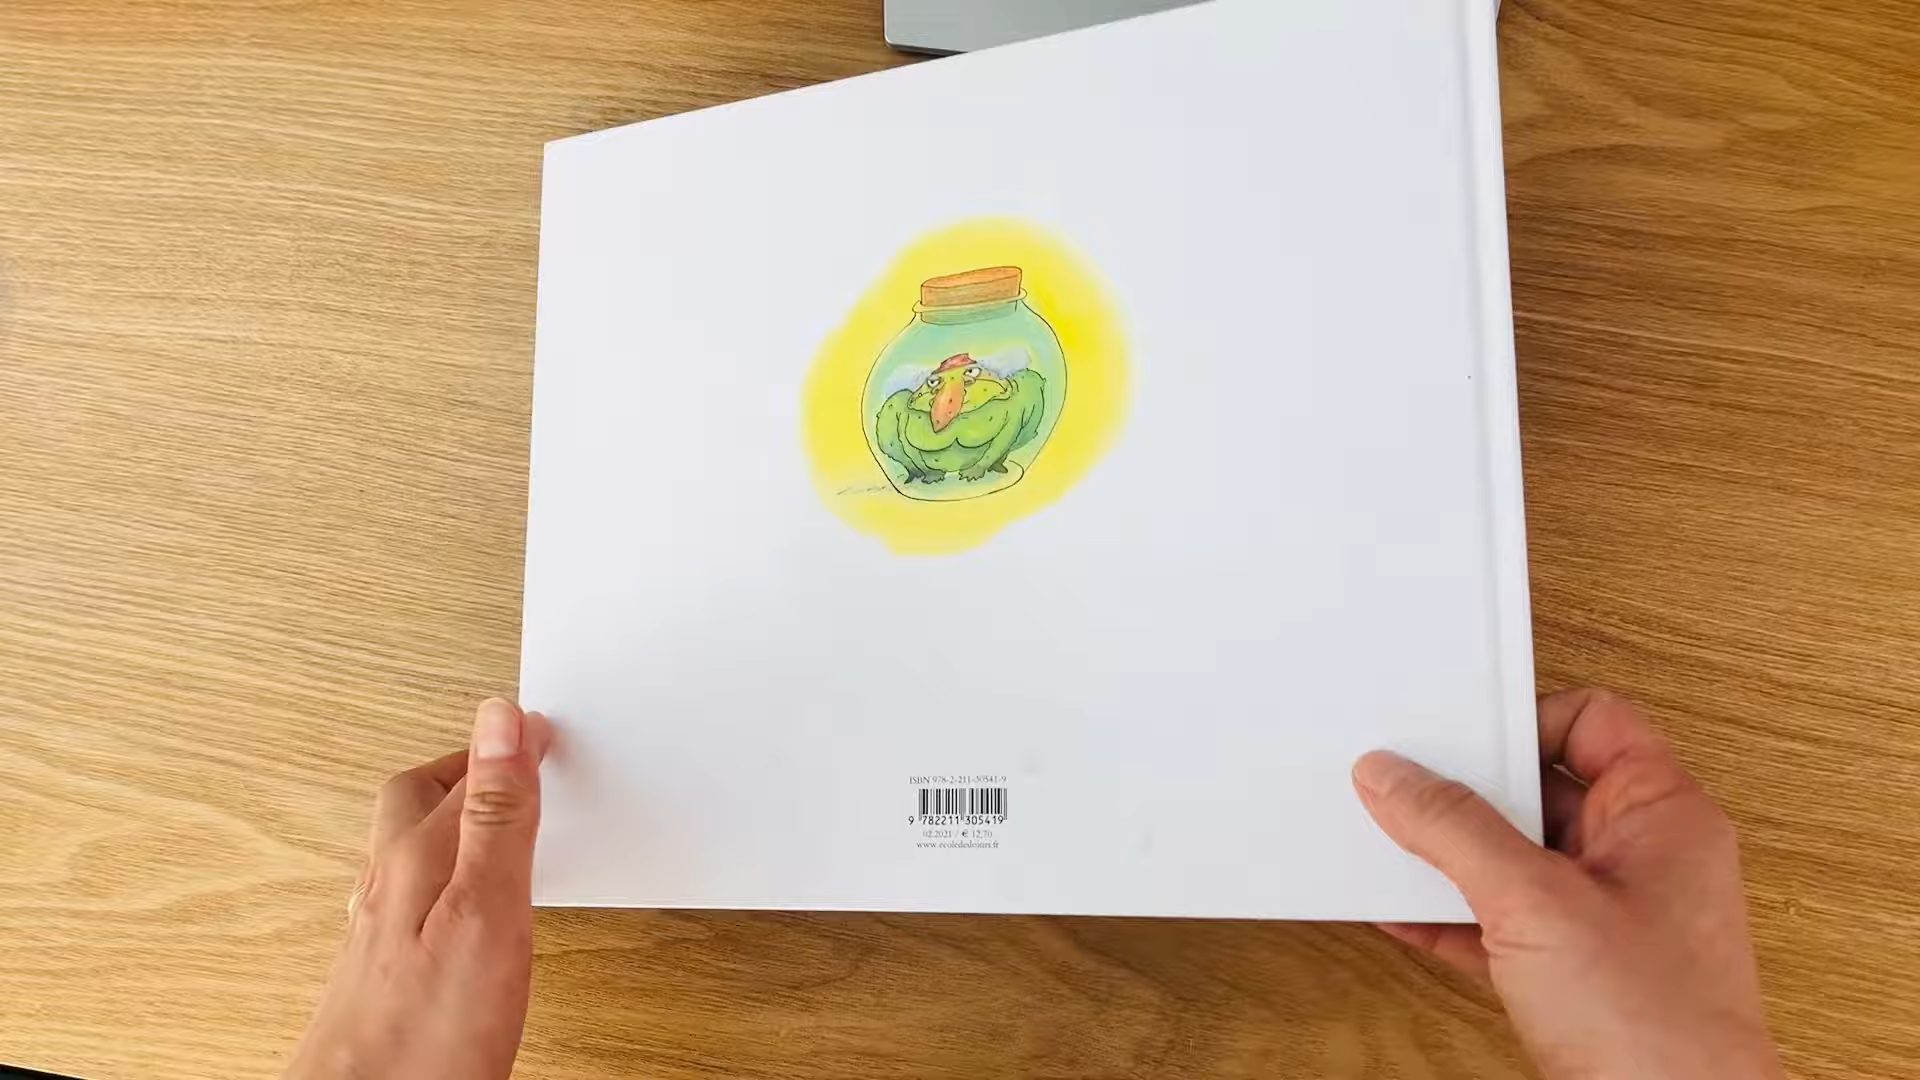 ISBN 978-2-211-30541-9
9 782211 305419
02.2021 / € 12,70
www.ecoledesloisirs.fr